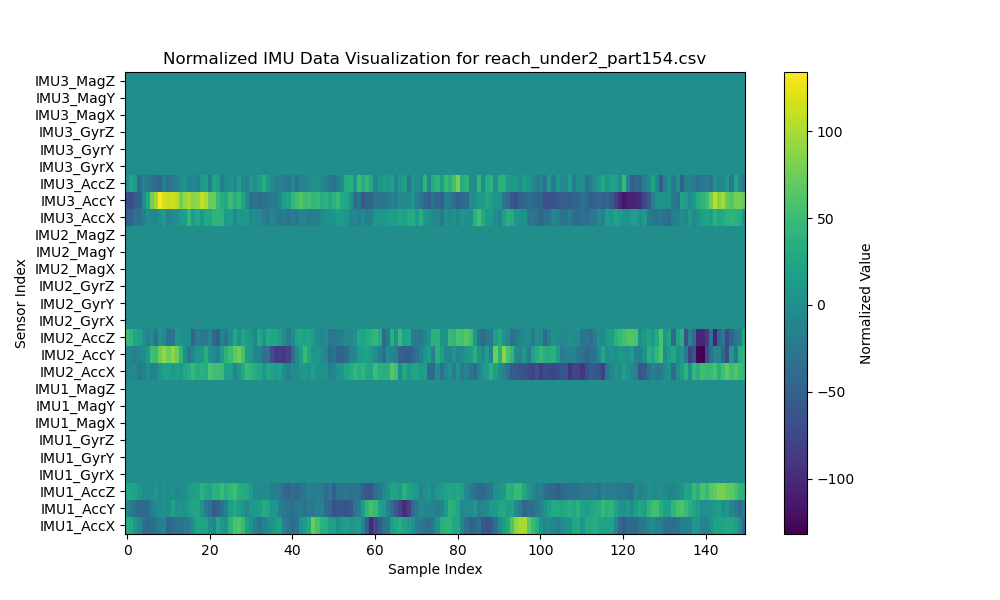 Normalized IMU Data Visualization for reach_under2_part154.csv
IMU3_MagZ
IMU3_MagY
IMU3_MagX
IMU3_GyrZ
IMU3_GyrY
IMU3_GyrX
IMU3_AccZ
IMU3_AccY
IMU3_AccX
IMU2_MagZ
IMU2_MagY
IMU2_MagX
IMU2_GyrZ
IMU2_GyrY
IMU2_GyrX
IMU2_AccZ
IMU2_AccY
IMU2_AccX
IMU1_MagZ
IMU1_MagY
IMU1_MagX
IMU1_GyrZ
IMU1_GyrY
IMU1_GyrX
IMU1_AccZ
IMU1_AccY
IMU1_AccX
Sensor Index
0 20 40 60 80 100 120 140
Sample Index
100
50
0
−50
−100
Normalized Value